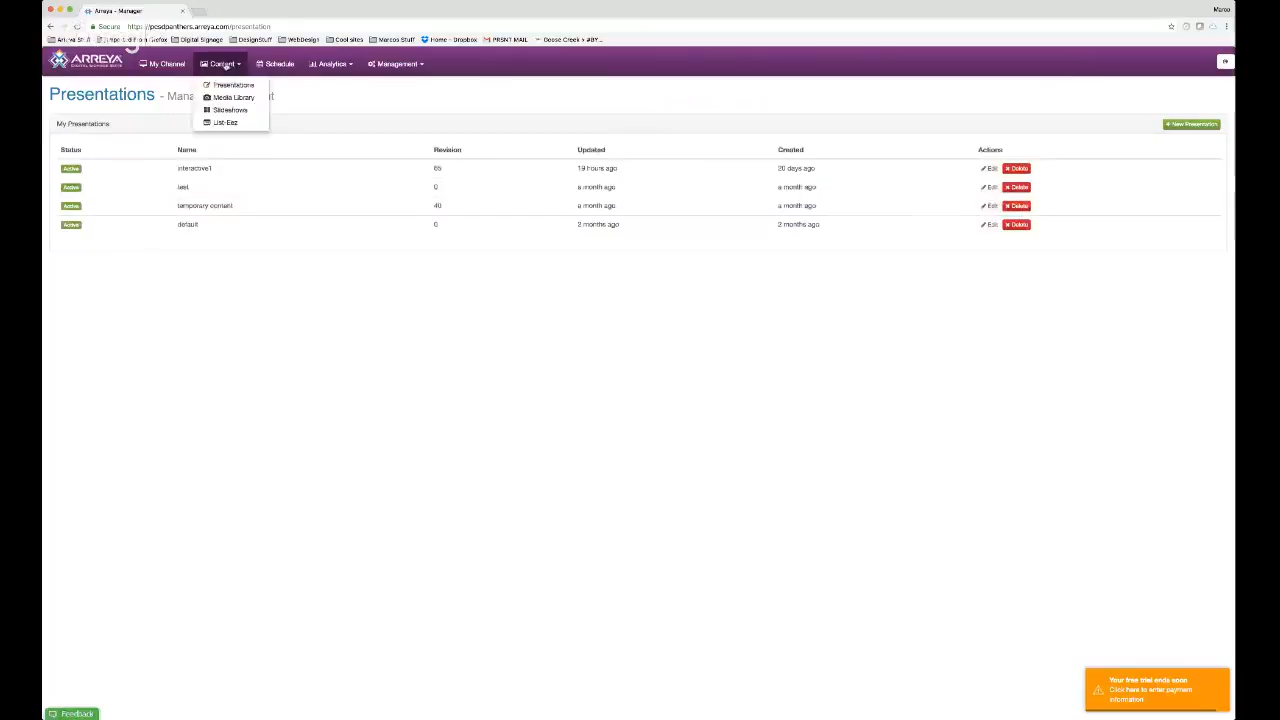 Arreya - Manager
Marco
Secure https://pcsdpanthers.arreya.com/presentation
Digital Signage
DesignStuff
WebDesign
Cool sites
Marcos Stuff
Home - Dropbox
PRSNT MAIL
Goose Creek > #BY...
ARREYA
DIGITAL SIGNAGE SUITE
My Channel
Content
Schedule
Analytics
Management
Presentations
Media Library
Slideshows
List-Eez
Presentations
My Presentations
New Presentation
Status Name Revision Updated Created Actions
Active interactive1 65 19 hours ago 20 days ago Edit Delete
Active test 0 a month ago a month ago Edit Delete
Active temporary content 40 a month ago a month ago Edit Delete
Active default 0 2 months ago 2 months ago Edit Delete
Your free trial ends soon
Click here to enter payment
information
Feedback